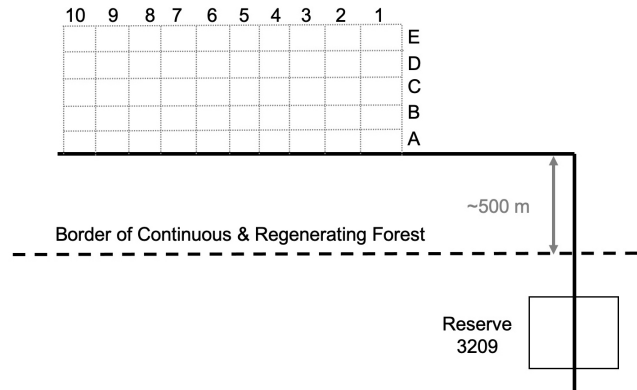 10 9 8 7 6 5 4 3 2 1
E
D
C
B
A
~500 m
Border of Continuous & Regenerating Forest
Reserve
3209